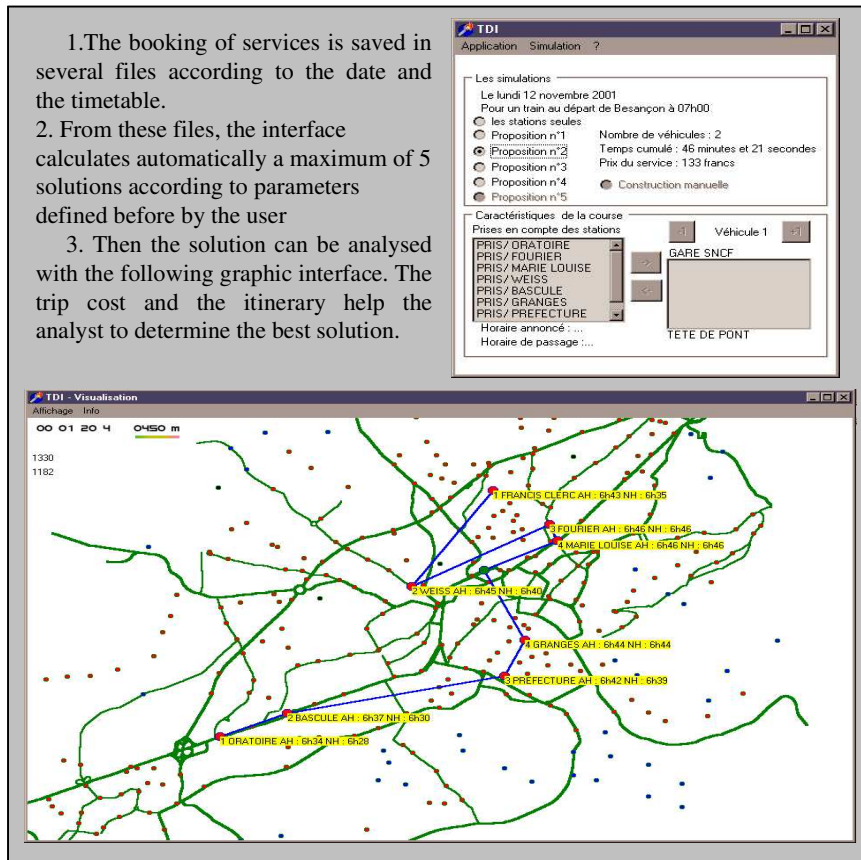 1.The booking of services is saved in
several files according to the date and
the timetable.
2. From these files, the interface
calculates automatically a maximum of 5
solutions according to parameters
defined before by the user
3. Then the solution can be analysed
with the following graphic interface. The
trip cost and the itinerary help the
analyst to determine the best solution.
TDI
Application Simulation ?
Les simulations
Le lundi 12 novembre 2001
Pour un train au départ de Besançon à 07h00
les stations seules
Proposition n°1 Nombre de véhicules : 2
Proposition n°2 Temps cumulé : 46 minutes et 21 secondes
Proposition n°3 Prix du service : 133 francs
Proposition n°4 Construction manuelle
Proposition n°5
Caractéristiques de la course
Prises en compte des stations -1 Véhicule 1 +1
PRIS/ ORATOIRE GARE SNCF
PRIS/ FOURIER
PRIS/ MARIE LOUISE
PRIS/ WEISS
PRIS/ BASCULE
PRIS/ GRANGES
PRIS/ PREFECTURE
Horaire annoncé : ... TETE DE PONT
Horaire de passage :...
TDI - Visualisation
Affichage Info
00 01 20 4 0450 m
1330
1182
1 FRANCIS CLERC AH : 6h43 NH : 6h35
3 FOURIER AH : 6h46 NH : 6h46
4 MARIE LOUISE AH : 6h46 NH : 6h46
2 WEISS AH : 6h45 NH : 6h40
4 GRANGES AH : 6h44 NH : 6h44
3 PREFECTURE AH : 6h42 NH : 6h39
2 BASCULE AH : 6h37 NH : 6h30
1 ORATOIRE AH : 6h34 NH : 6h28